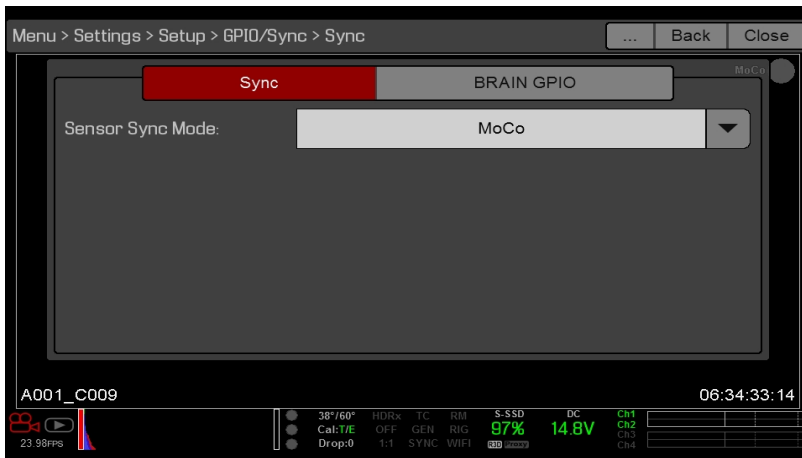 Menu > Settings > Setup > GPIO/Sync > Sync
...
Back
Close
MoCo
Sync
BRAIN GPIO
Sensor Sync Mode:
MoCo
A001_C009
06:34:33:14
38°/60° HDRx TC RM S-SSD DC Ch1
Cal:T/E OFF GEN RIG 97% 14.8V Ch2
Drop:0 1:1 SYNC WIFI R3D Proxy Ch3
23.98FPS
Ch4